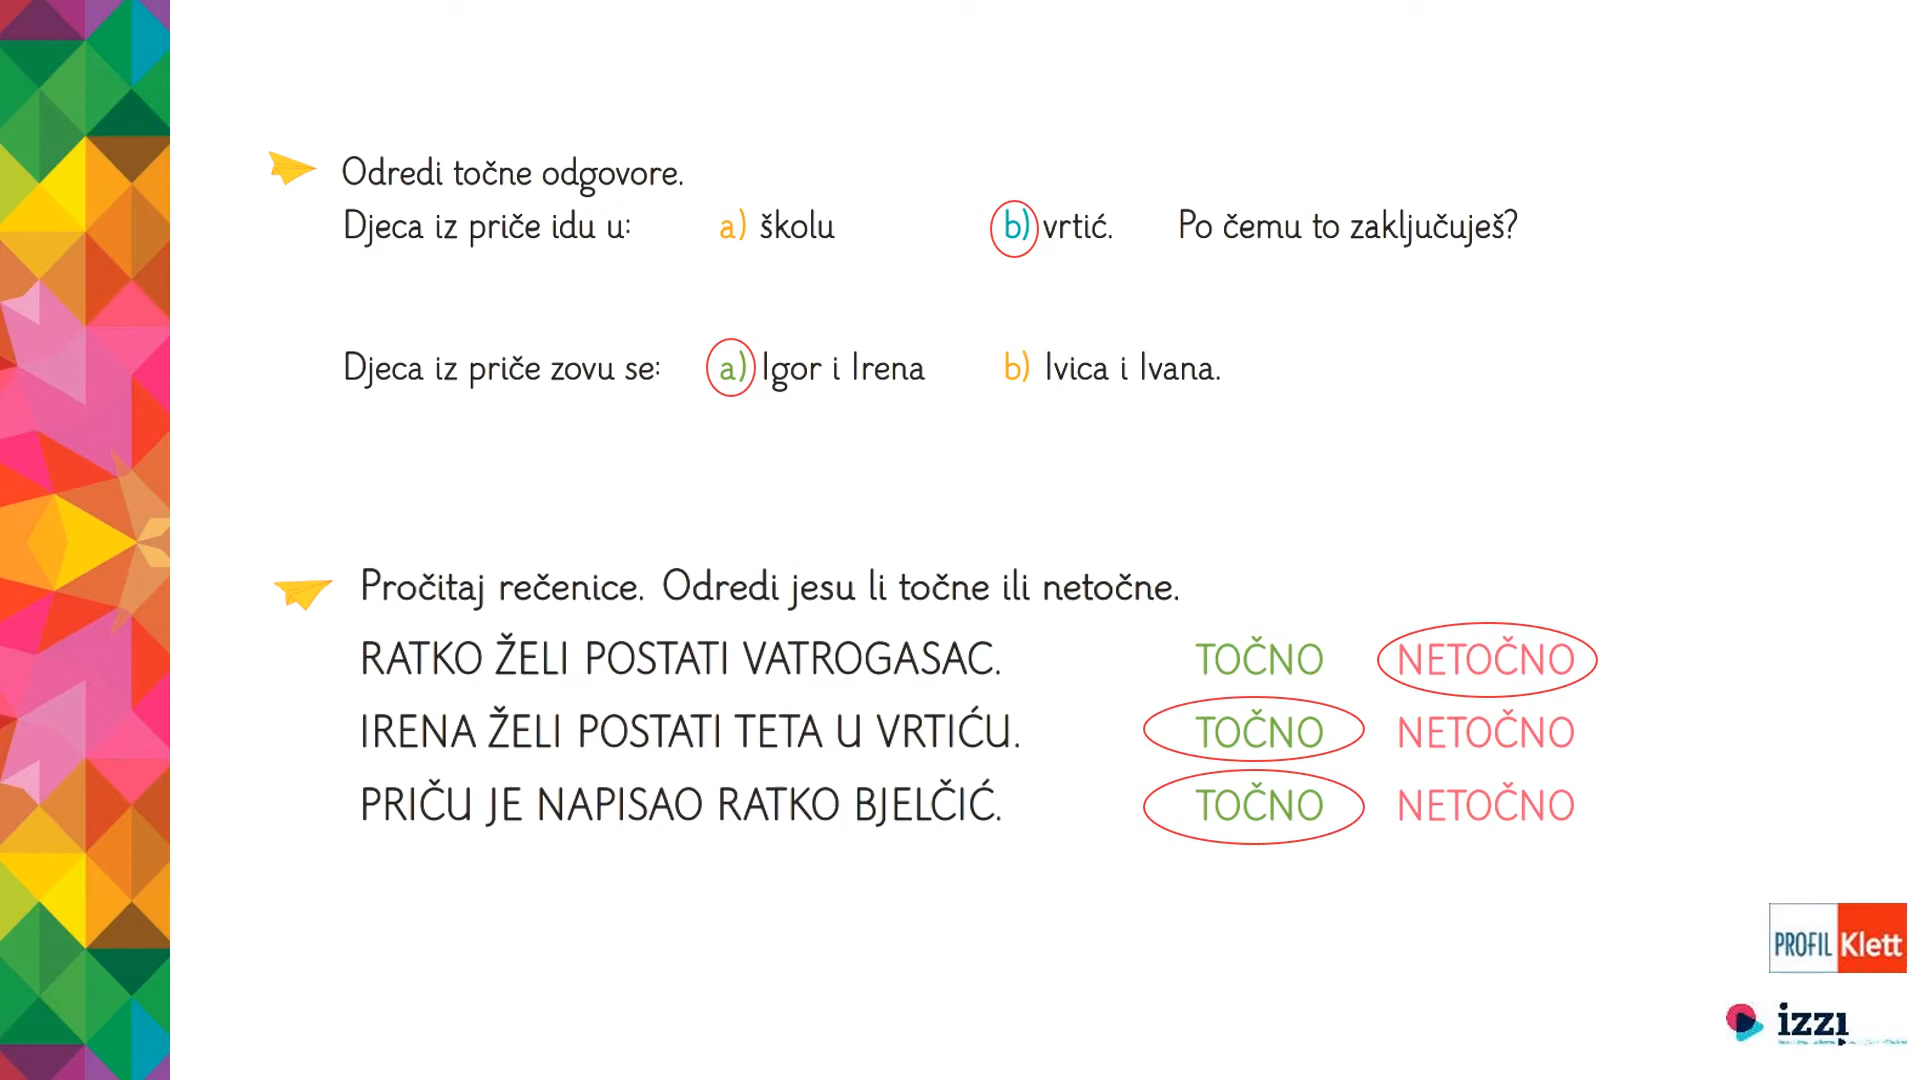 Odredi točne odgovore.
Djeca iz priče idu u: a) školu b) vrtić. Po čemu to zaključuješ?
Djeca iz priče zovu se: a) Igor i Irena b) Ivica i Ivana.
Pročitaj rečenice. Odredi jesu li točne ili netočne.
RATKO ŽELI POSTATI VATROGASAC. TOČNO NETOČNO
IRENA ŽELI POSTATI TETA U VRTIĆU. TOČNO NETOČNO
PRIČU JE NAPISAO RATKO BJELČIĆ. TOČNO NETOČNO
PROFIL Klett
izzi